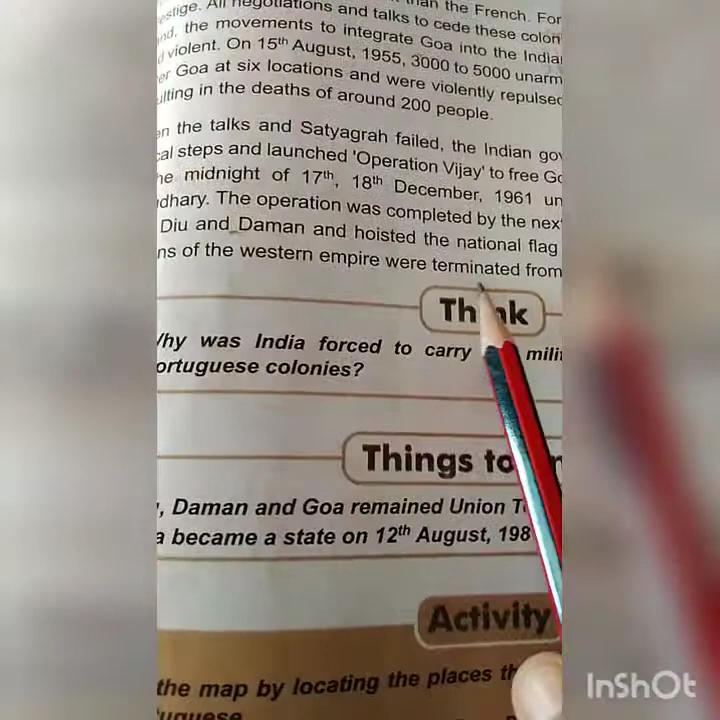 than the French. For
estige. All negotiations and talks to cede these colon
nd, the movements to integrate Goa into the India
d violent. On 15th August, 1955, 3000 to 5000 unarm
er Goa at six locations and were violently repulsed
ulting in the deaths of around 200 people.
en the talks and Satyagrah failed, the Indian gov
cal steps and launched 'Operation Vijay' to free Go
he midnight of 17th, 18th December, 1961 un
udhary. The operation was completed by the nex
Diu and Daman and hoisted the national flag
ns of the western empire were terminated from
Think
Why was India forced to carry mili
ortuguese colonies?
Things to
, Daman and Goa remained Union T
a became a state on 12th August, 198
Activity
the map by locating the places th
uguese
InShOt